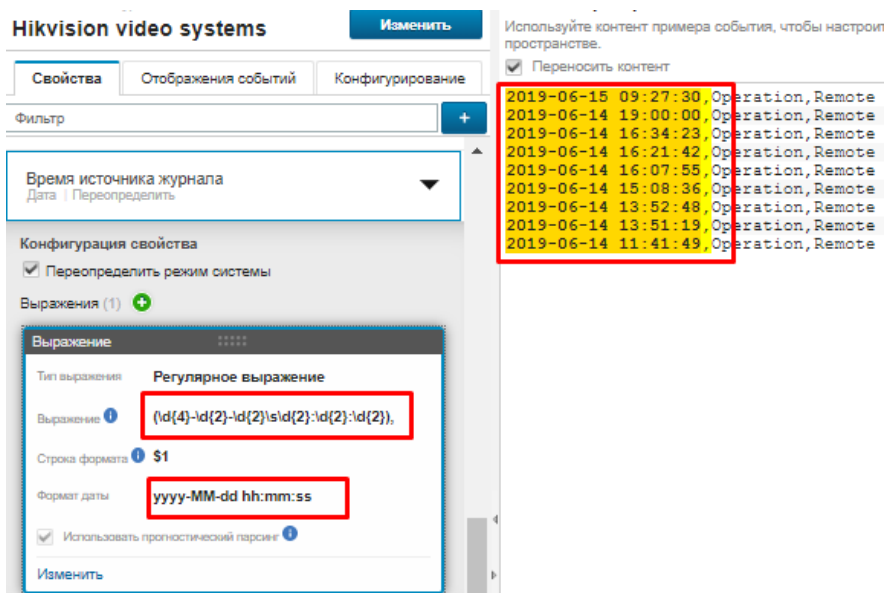 Hikvision video systems
Изменить
Свойства
Отображения событий
Конфигурирование
Фильтр
+
Время источника журнала
Дата | Переопределить
Конфигурация свойства
Переопределить режим системы
Выражения (1)
Выражение
Тип выражения Регулярное выражение
Выражение (\d{4}-\d{2}-\d{2}\s\d{2}:\d{2}:\d{2}),
Строка формата $1
Формат даты yyyy-MM-dd hh:mm:ss
Использовать прогностический парсинг
Изменить
Используйте контент примера события, чтобы настроит
пространстве.
Переносить контент
2019-06-15 09:27:30,Operation,Remote
2019-06-14 19:00:00,Operation,Remote
2019-06-14 16:34:23,Operation,Remote
2019-06-14 16:21:42,Operation,Remote
2019-06-14 16:07:55,Operation,Remote
2019-06-14 15:08:36,Operation,Remote
2019-06-14 13:52:48,Operation,Remote
2019-06-14 13:51:19,Operation,Remote
2019-06-14 11:41:49,Operation,Remote